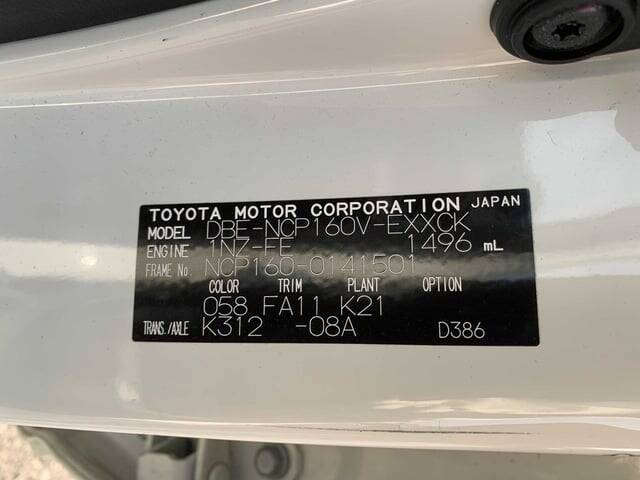 TOYOTA MOTOR CORPORATION JAPAN
MODEL DBE-NCP160V-EXXCK
ENGINE 1NZ-FE 1496 mL
FRAME No. NCP160-0141501
COLOR TRIM PLANT OPTION
058 FA11 K21
TRANS./AXLE K312 -08A D386